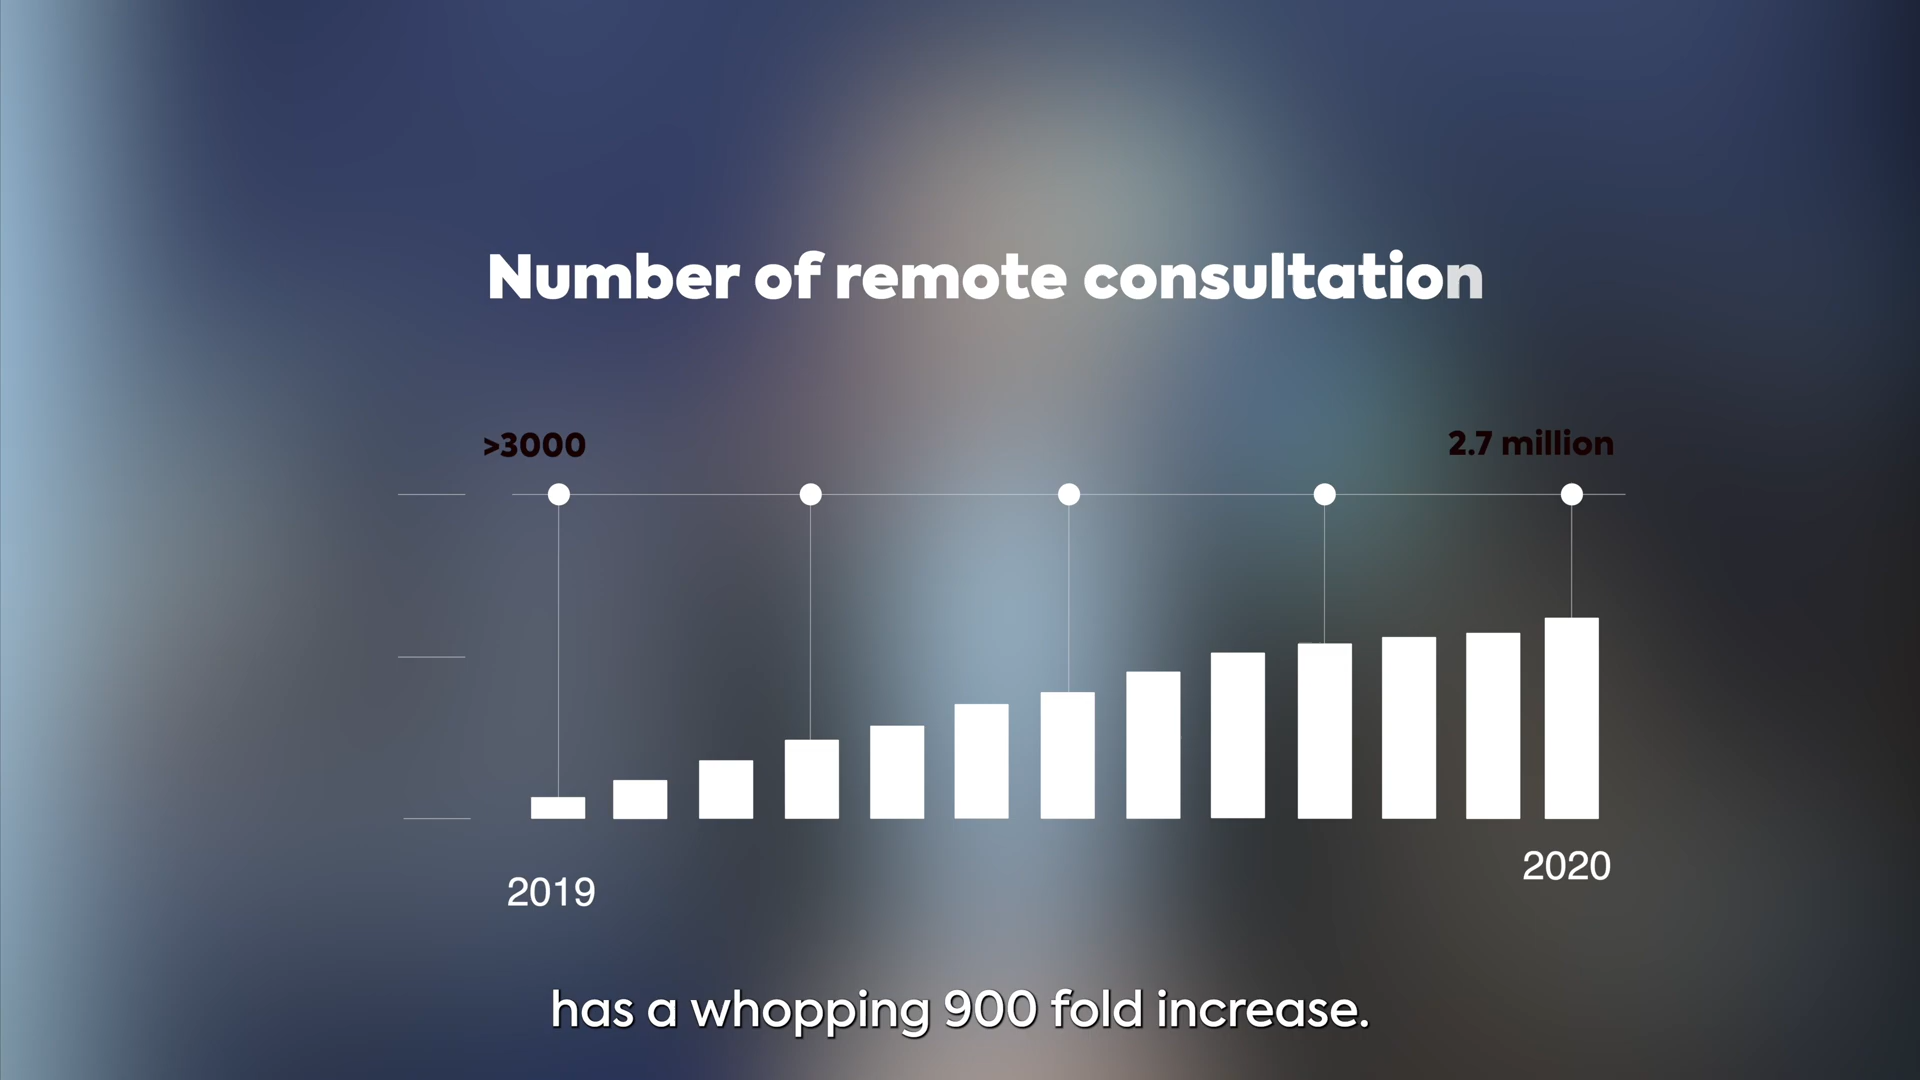 Number of remote consultation
>3000
2.7 million
2019
2020
has a whopping 900 fold increase.